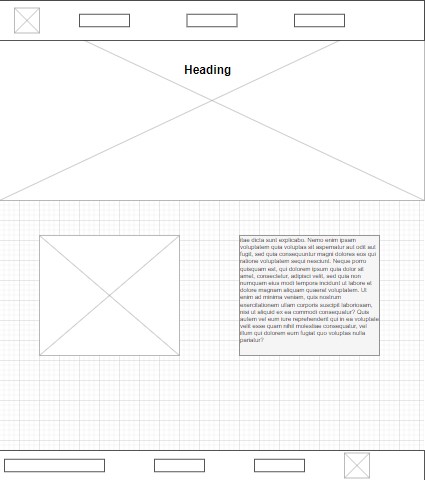 Heading
itae dicta sunt explicabo. Nemo enim ipsam
voluptatem quia voluptas sit aspernatur aut odit aut
fugit, sed quia consequuntur magni dolores eos qui
ratione voluptatem sequi nesciunt. Neque porro
quisquam est, qui dolorem ipsum quia dolor sit
amet, consectetur, adipisci velit, sed quia non
numquam eius modi tempora incidunt ut labore et
dolore magnam aliquam quaerat voluptatem. Ut
enim ad minima veniam, quis nostrum
exercitationem ullam corporis suscipit laboriosam,
nisi ut aliquid ex ea commodi consequatur? Quis
autem vel eum iure reprehenderit qui in ea voluptate
velit esse quam nihil molestiae consequatur, vel
illum qui dolorem eum fugiat quo voluptas nulla
pariatur?